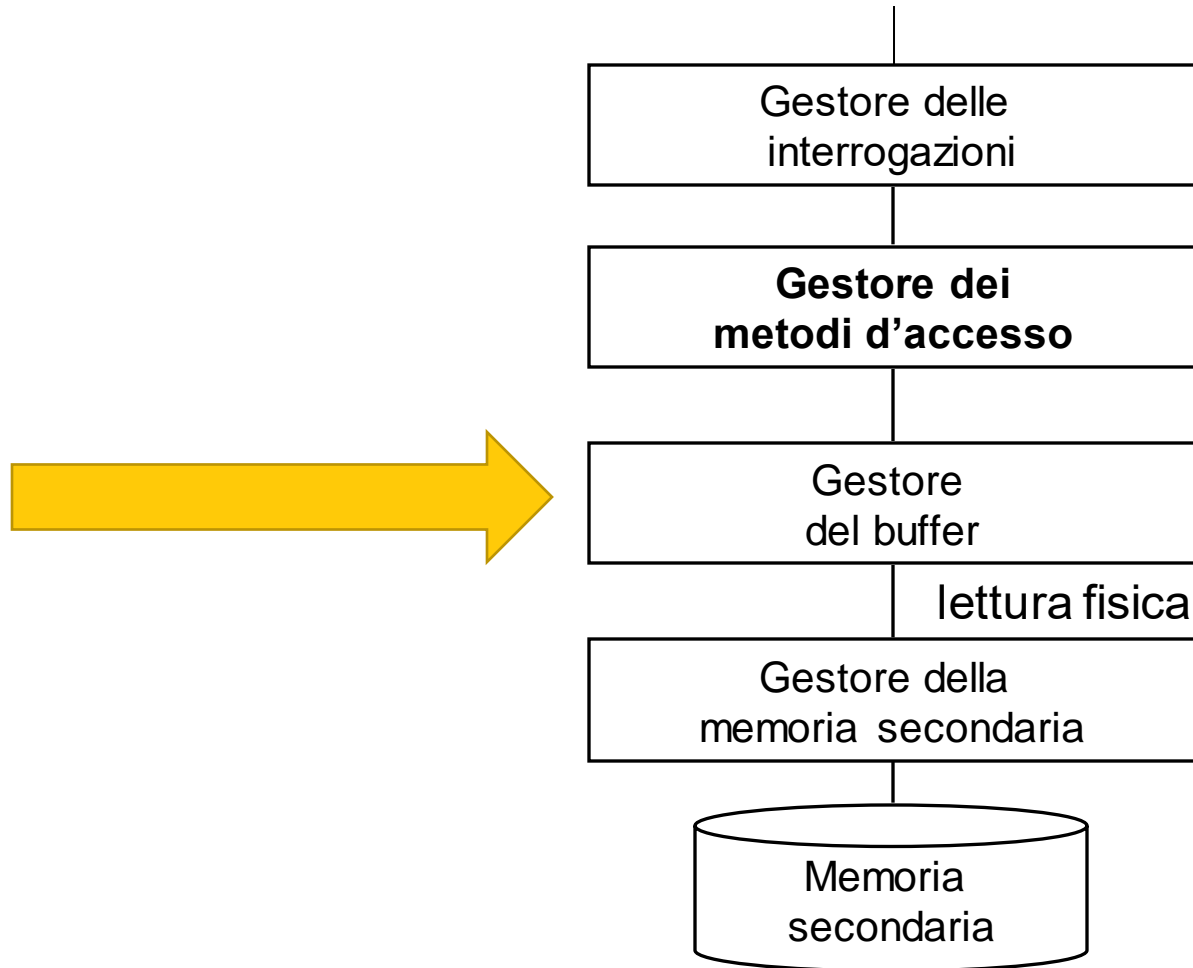 Gestore delle
interrogazioni
Gestore dei
metodi d’accesso
Gestore
del buffer
lettura fisica
Gestore della
memoria secondaria
Memoria
secondaria